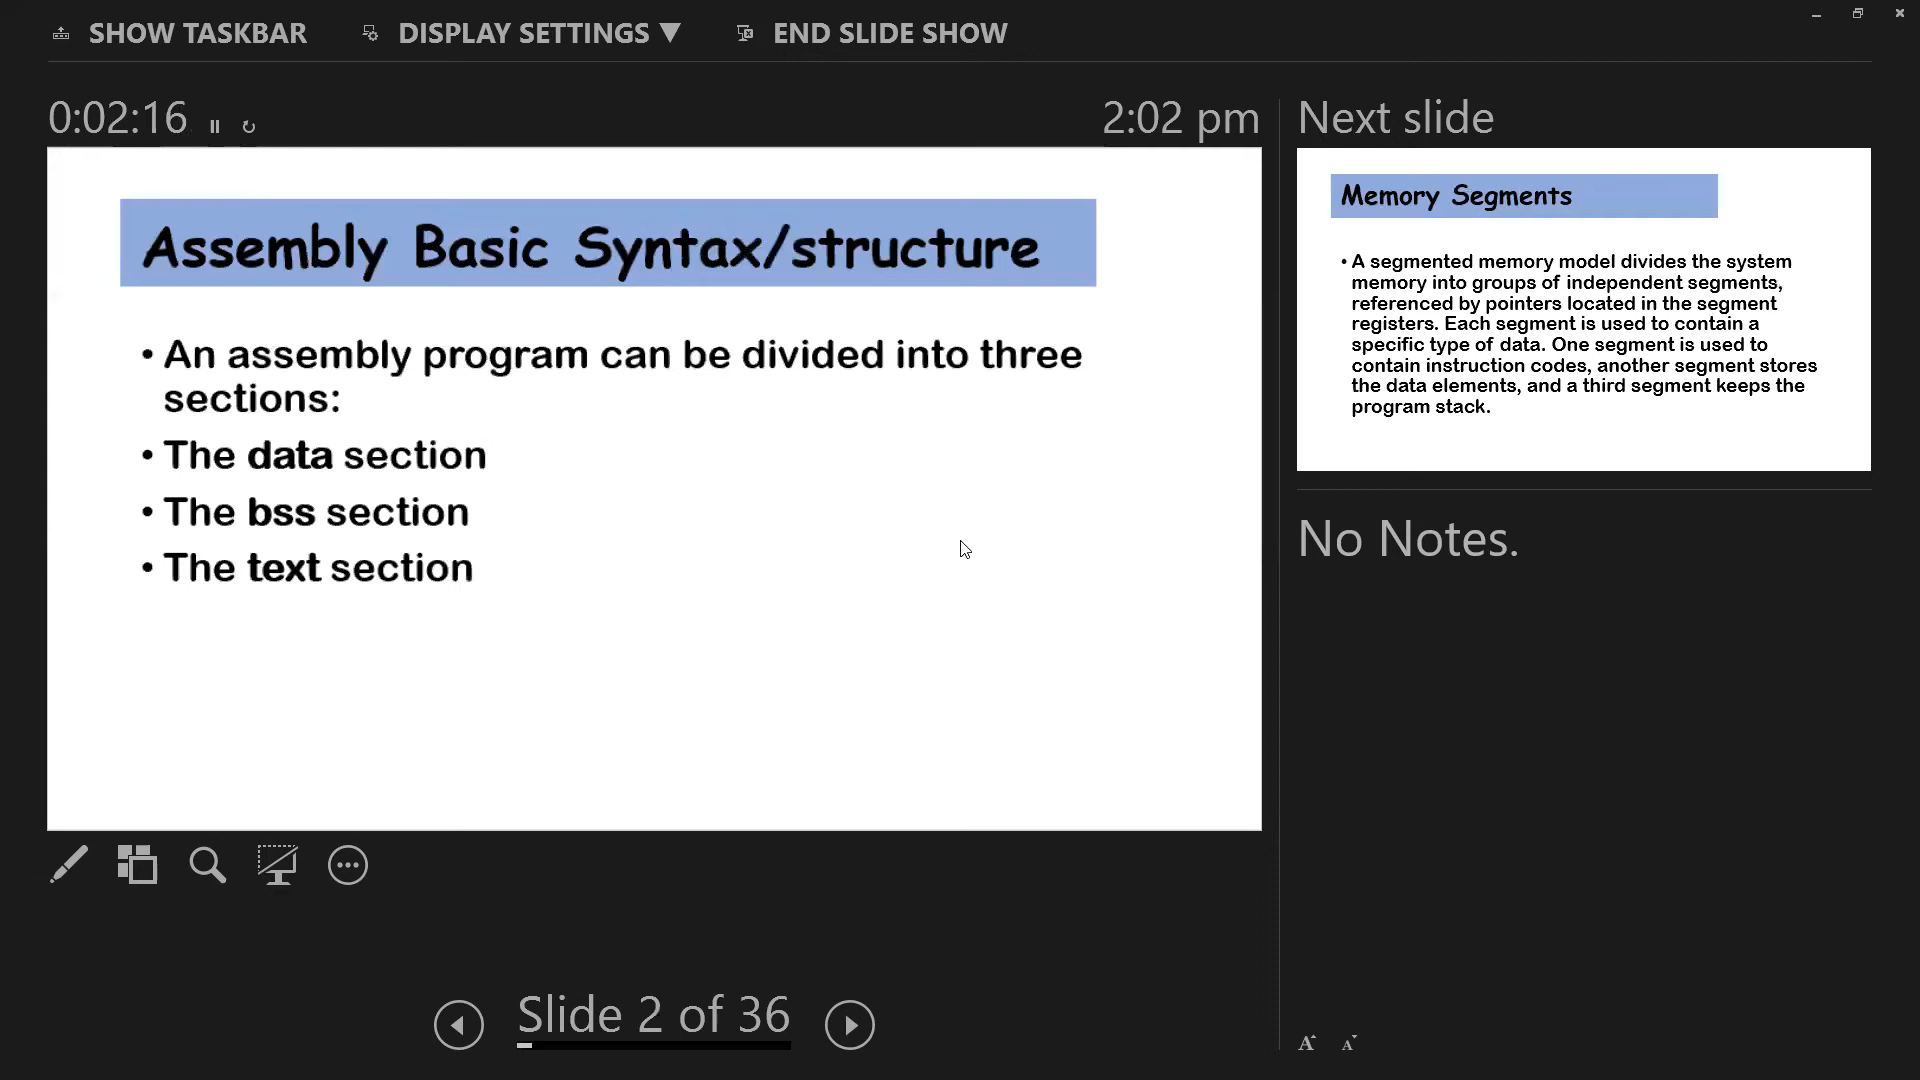 SHOW TASKBAR DISPLAY SETTINGS ▼ END SLIDE SHOW
0:02:16 2:02 pm
Assembly Basic Syntax/structure
• An assembly program can be divided into three
sections:
• The data section
• The bss section
• The text section
Slide 2 of 36
Next slide
Memory Segments
• A segmented memory model divides the system
memory into groups of independent segments,
referenced by pointers located in the segment
registers. Each segment is used to contain a
specific type of data. One segment is used to
contain instruction codes, another segment stores
the data elements, and a third segment keeps the
program stack.
No Notes.
A A